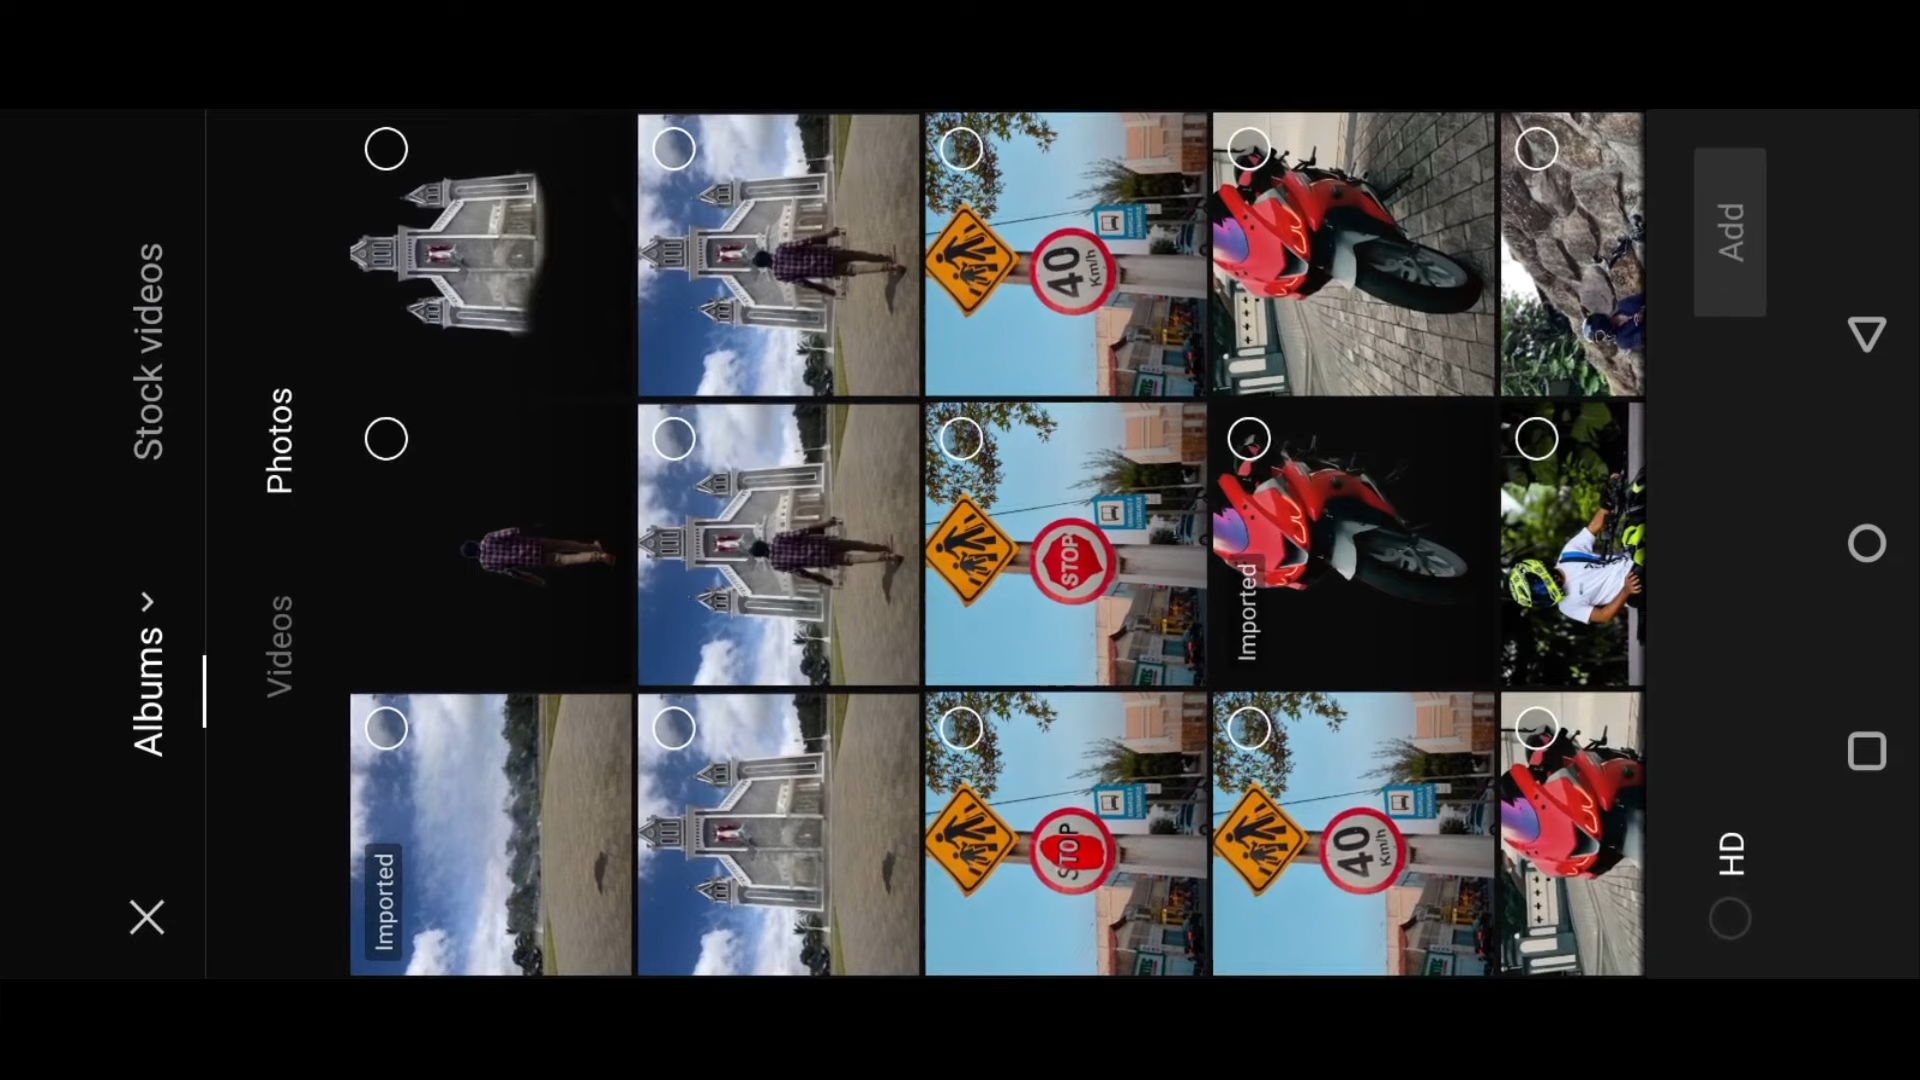 Albums Stock videos
Videos Photos
Imported
STOP
STOP
40
Km/h
40
Km/h
Imported
HD Add